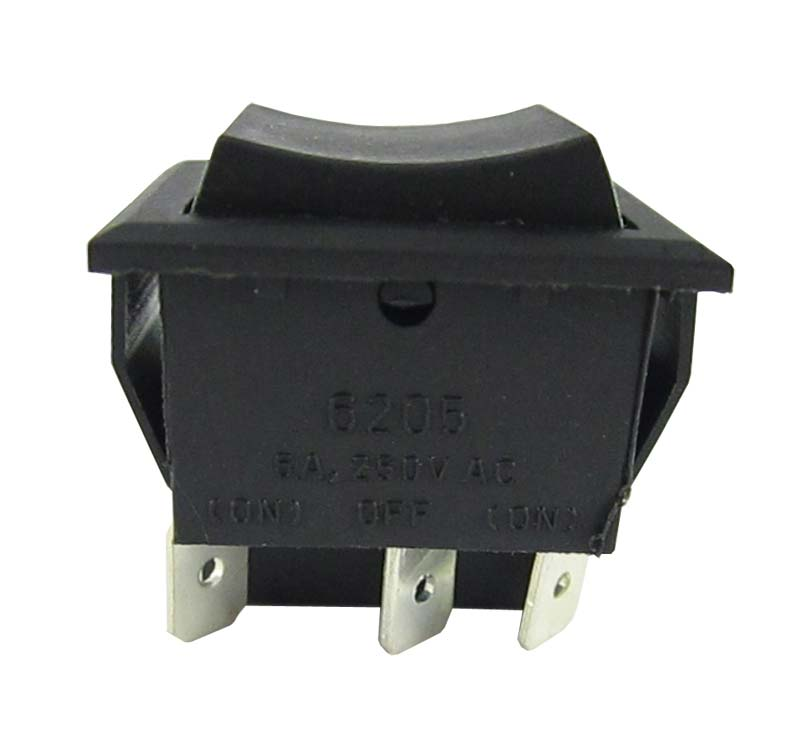 6205
6A, 250V AC
(ON) OFF (ON)